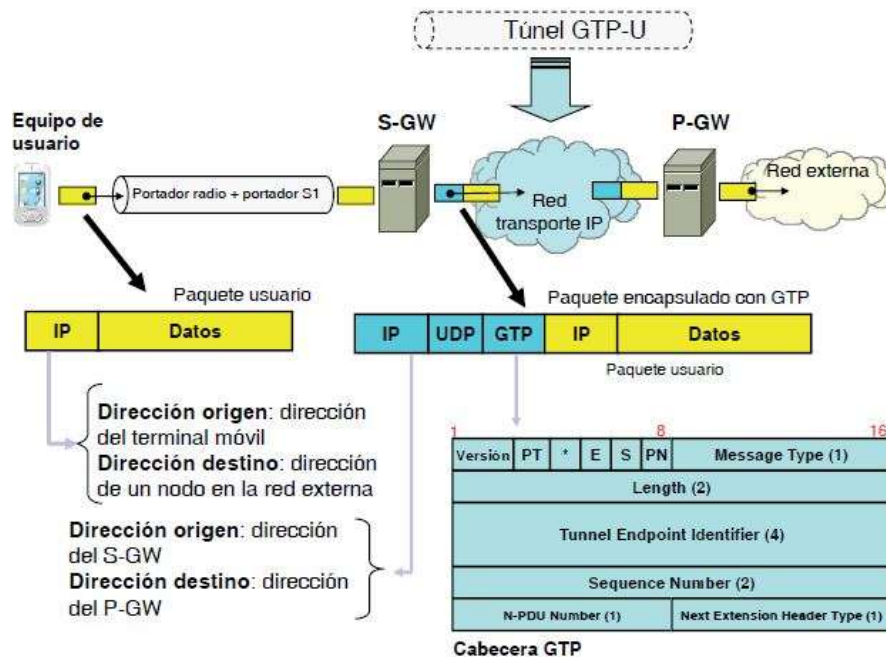 Túnel GTP-U
Equipo de
usuario
S-GW
P-GW
Portador radio + portador S1
Red
transporte IP
Red externa
Paquete usuario
Paquete encapsulado con GTP
IP
Datos
IP
UDP
GTP
IP
Datos
Paquete usuario
Dirección origen: dirección
del terminal móvil
Dirección destino: dirección
de un nodo en la red externa
Dirección origen: dirección
del S-GW
Dirección destino: dirección
del P-GW
1
8
16
Versión
PT
*
E
S
PN
Message Type (1)
Length (2)
Tunnel Endpoint Identifier (4)
Sequence Number (2)
N-PDU Number (1)
Next Extension Header Type (1)
Cabecera GTP